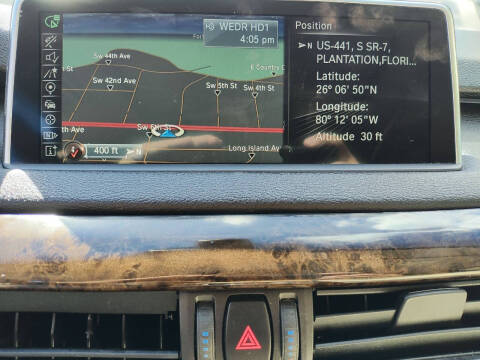 WEDR HD1
4:05 pm
Position
N US-441, S SR-7,
PLANTATION,FLORI...
Latitude:
26° 06' 50"N
Longitude:
80° 12' 05"W
Altitude 30 ft
Sw 44th Ave
Sw 42nd Ave
E Country C
St
Sw 5th St
Sw 4th St
th Ave
Sw 6th St
400 ft N
Long Island Av